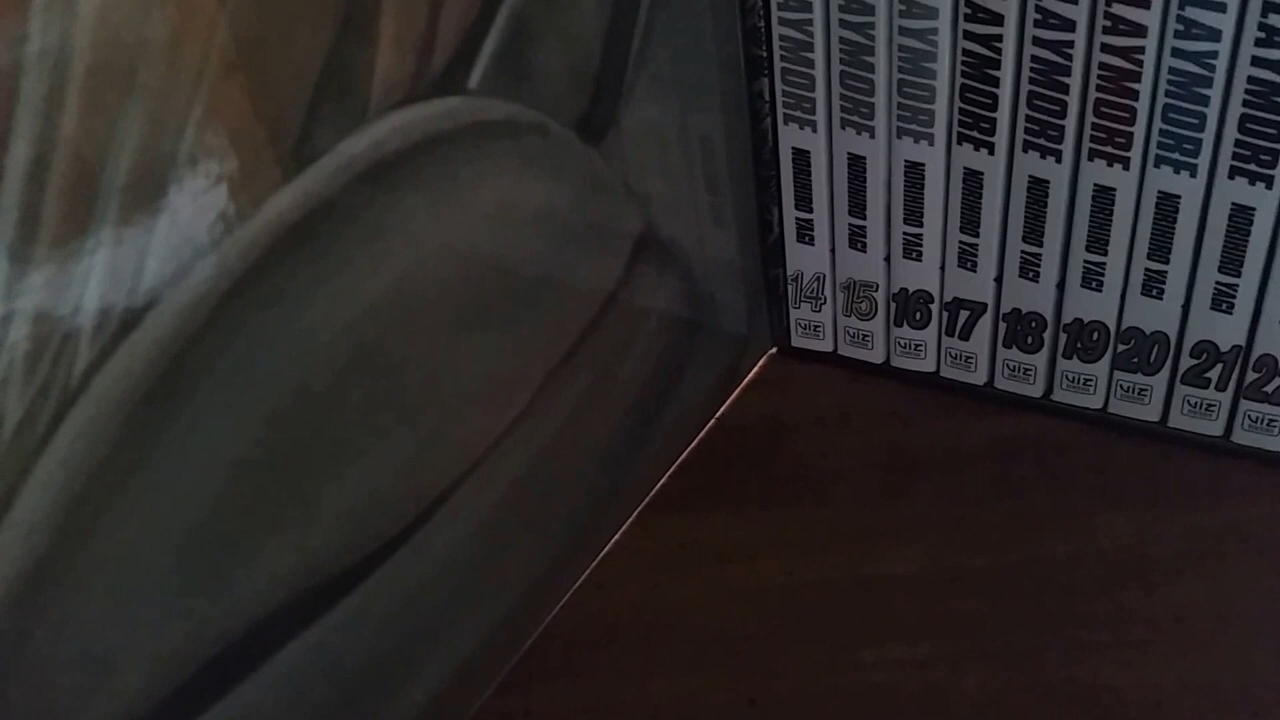 LAYMORE NORIHIRO YAGI 14 VIZ
LAYMORE NORIHIRO YAGI 15 VIZ
LAYMORE NORIHIRO YAGI 16 VIZ
LAYMORE NORIHIRO YAGI 17 VIZ
LAYMORE NORIHIRO YAGI 18 VIZ
LAYMORE NORIHIRO YAGI 19 VIZ
LAYMORE NORIHIRO YAGI 20 VIZ
LAYMORE NORIHIRO YAGI 21 VIZ
22 VIZ